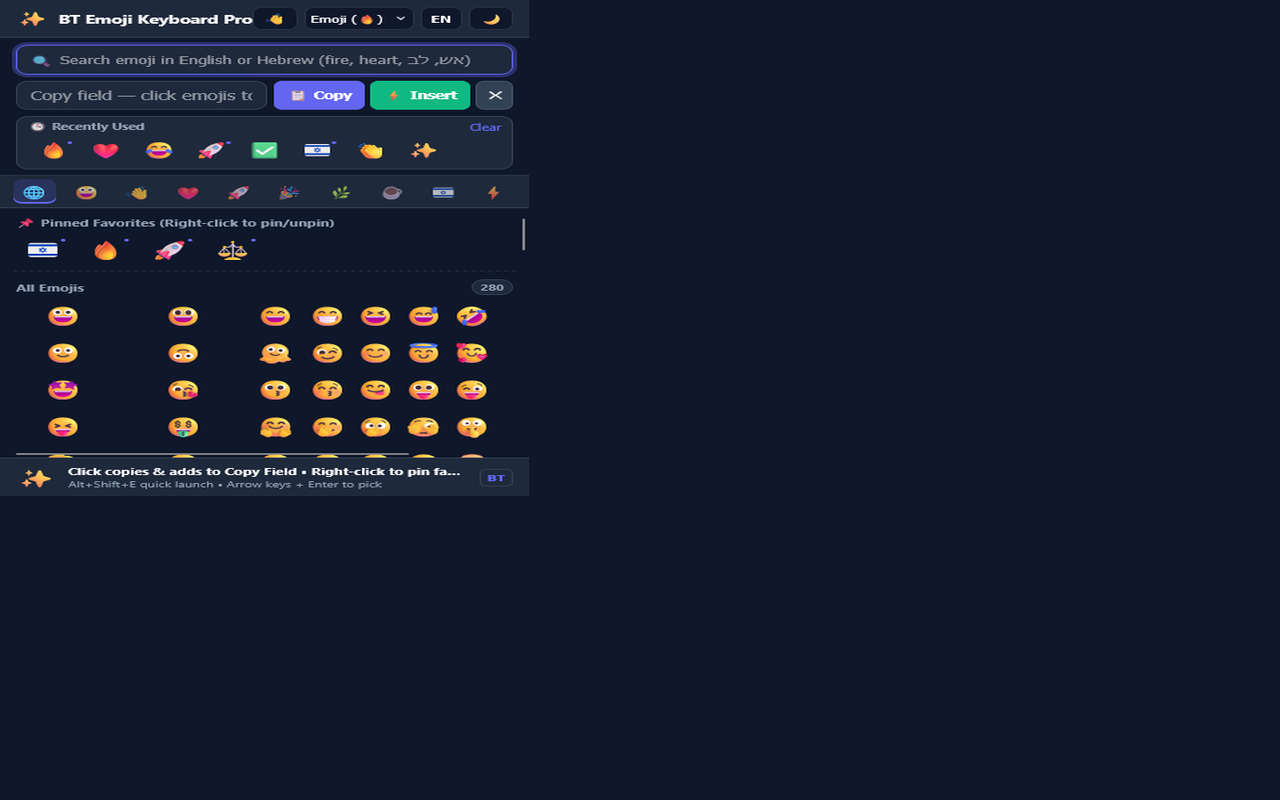 BT Emoji Keyboard Pro Emoji (🔥) EN
Search emoji in English or Hebrew (fire, heart, אש, לב)
Copy field — click emojis to Copy Insert ✕
Recently Used Clear
Pinned Favorites (Right-click to pin/unpin)
All Emojis 280
Click copies & adds to Copy Field • Right-click to pin fa...
Alt+Shift+E quick launch • Arrow keys + Enter to pick
BT